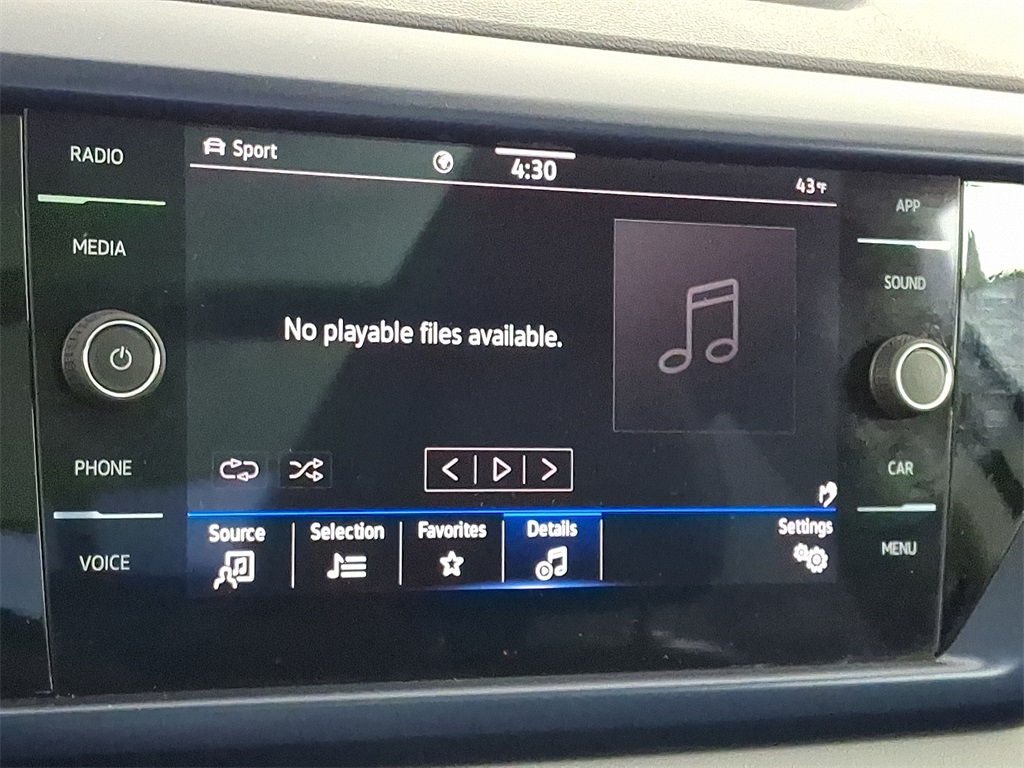 RADIO
Sport
4:30
43°F
APP
MEDIA
SOUND
No playable files available.
PHONE
CAR
Source
Selection
Favorites
Details
Settings
VOICE
MENU